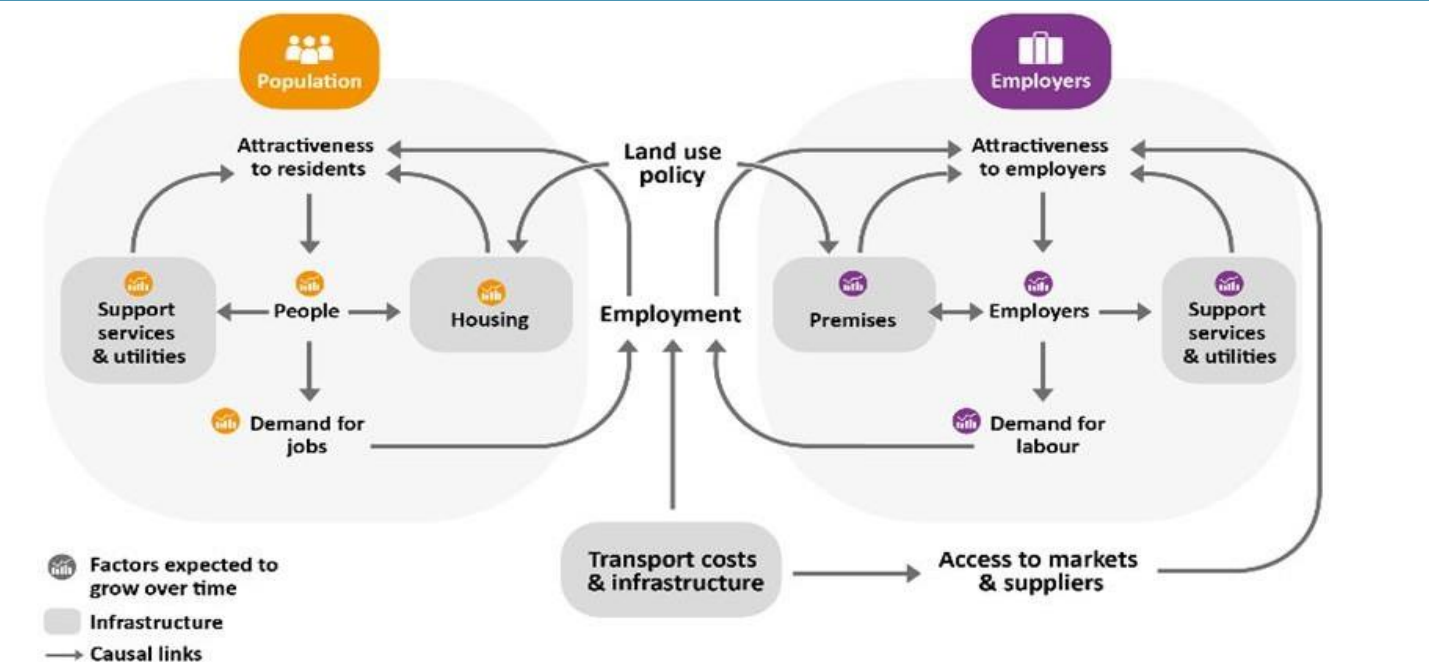 Population
Employers
Attractiveness
to residents
Land use
policy
Attractiveness
to employers
Support
services
& utilities
People
Housing
Employment
Premises
Employers
Support
services
& utilities
Demand for
jobs
Demand for
labour
Transport costs
& infrastructure
Access to markets
& suppliers
Factors expected to
grow over time
Infrastructure
Causal links